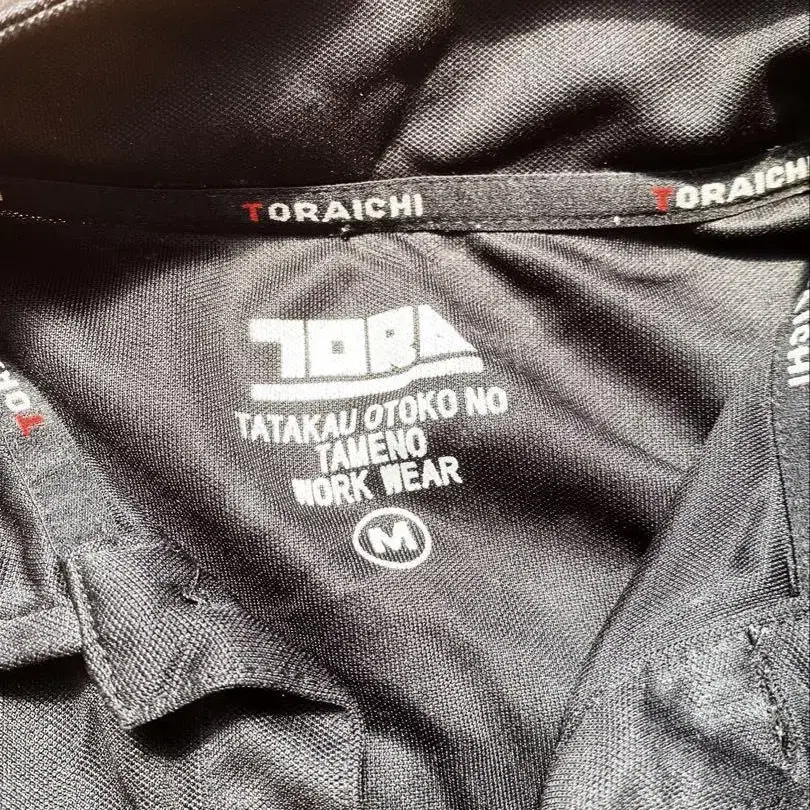 TORAICHI
TORAICHI
TORA
TATAKAU OTOKO NO
TAMENO
WORK WEAR
M